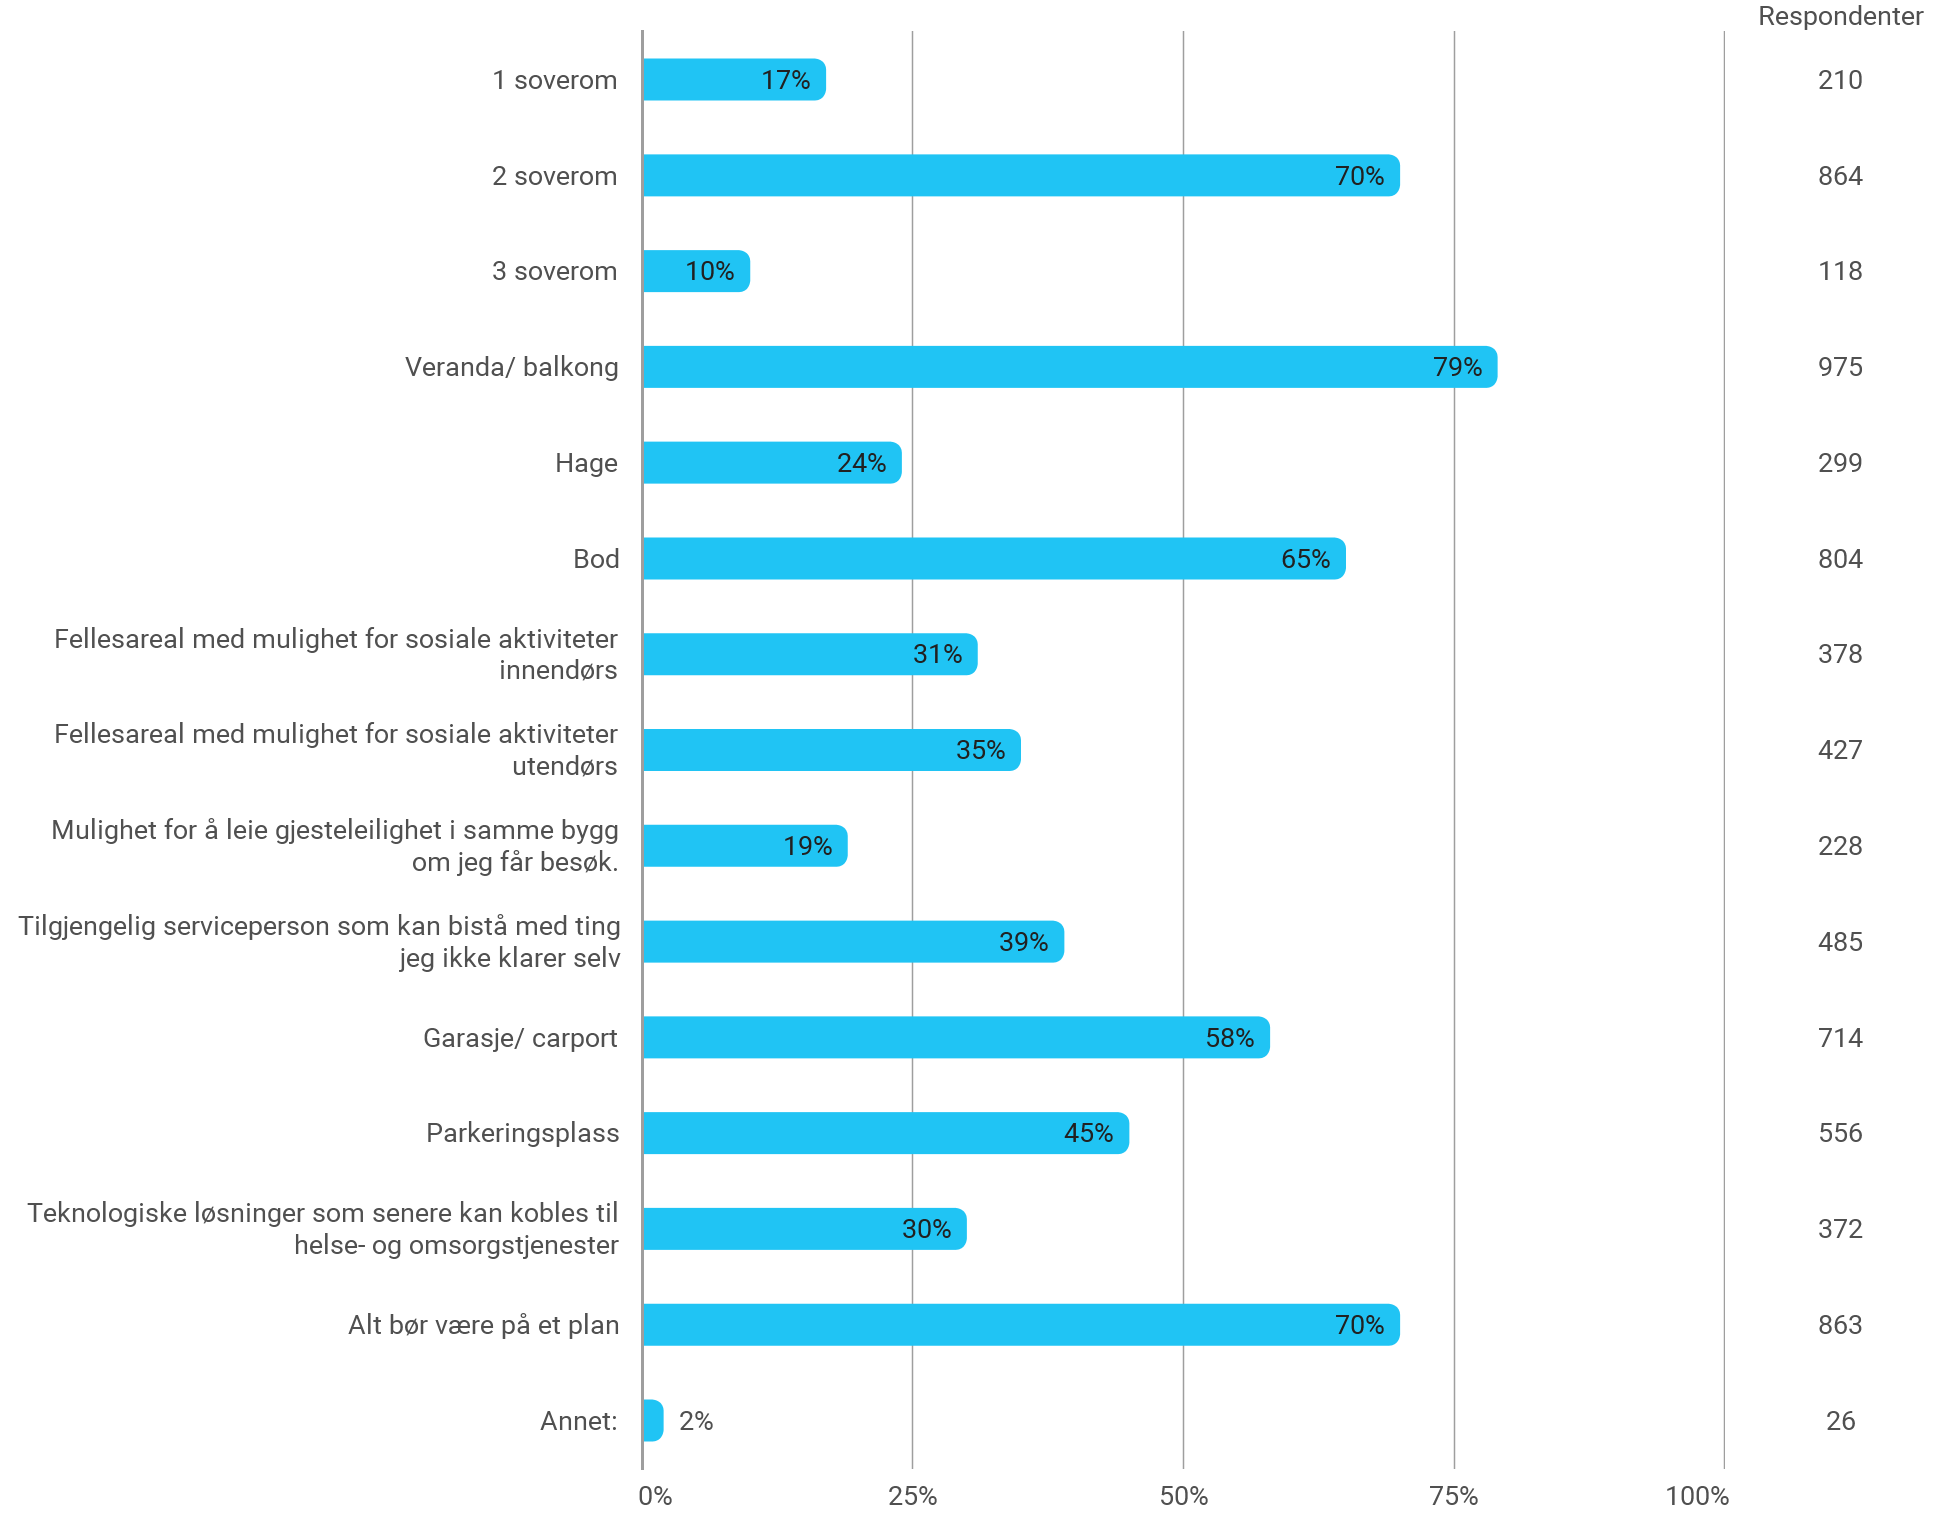 Respondenter
1 soverom 17% 210
2 soverom 70% 864
3 soverom 10% 118
Veranda/ balkong 79% 975
Hage 24% 299
Bod 65% 804
Fellesareal med mulighet for sosiale aktiviteter
innendørs 31% 378
Fellesareal med mulighet for sosiale aktiviteter
utendørs 35% 427
Mulighet for å leie gjesteleilighet i samme bygg
om jeg får besøk. 19% 228
Tilgjengelig serviceperson som kan bistå med ting
jeg ikke klarer selv 39% 485
Garasje/ carport 58% 714
Parkeringsplass 45% 556
Teknologiske løsninger som senere kan kobles til
helse- og omsorgstjenester 30% 372
Alt bør være på et plan 70% 863
Annet: 2% 26
0% 25% 50% 75% 100%